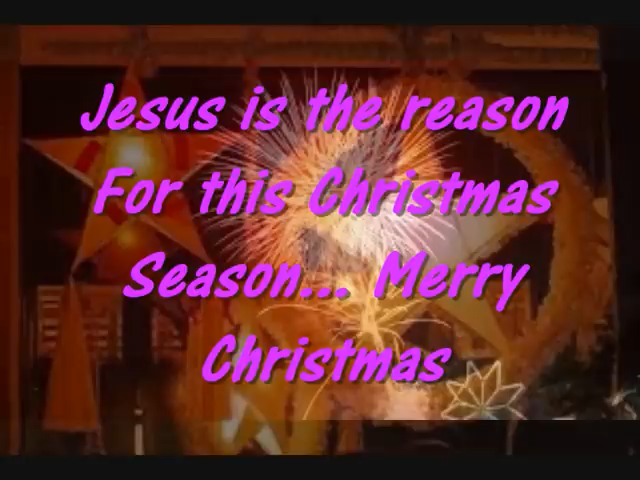 Jesus is the reason
For this Christmas
Season... Merry
Christmas